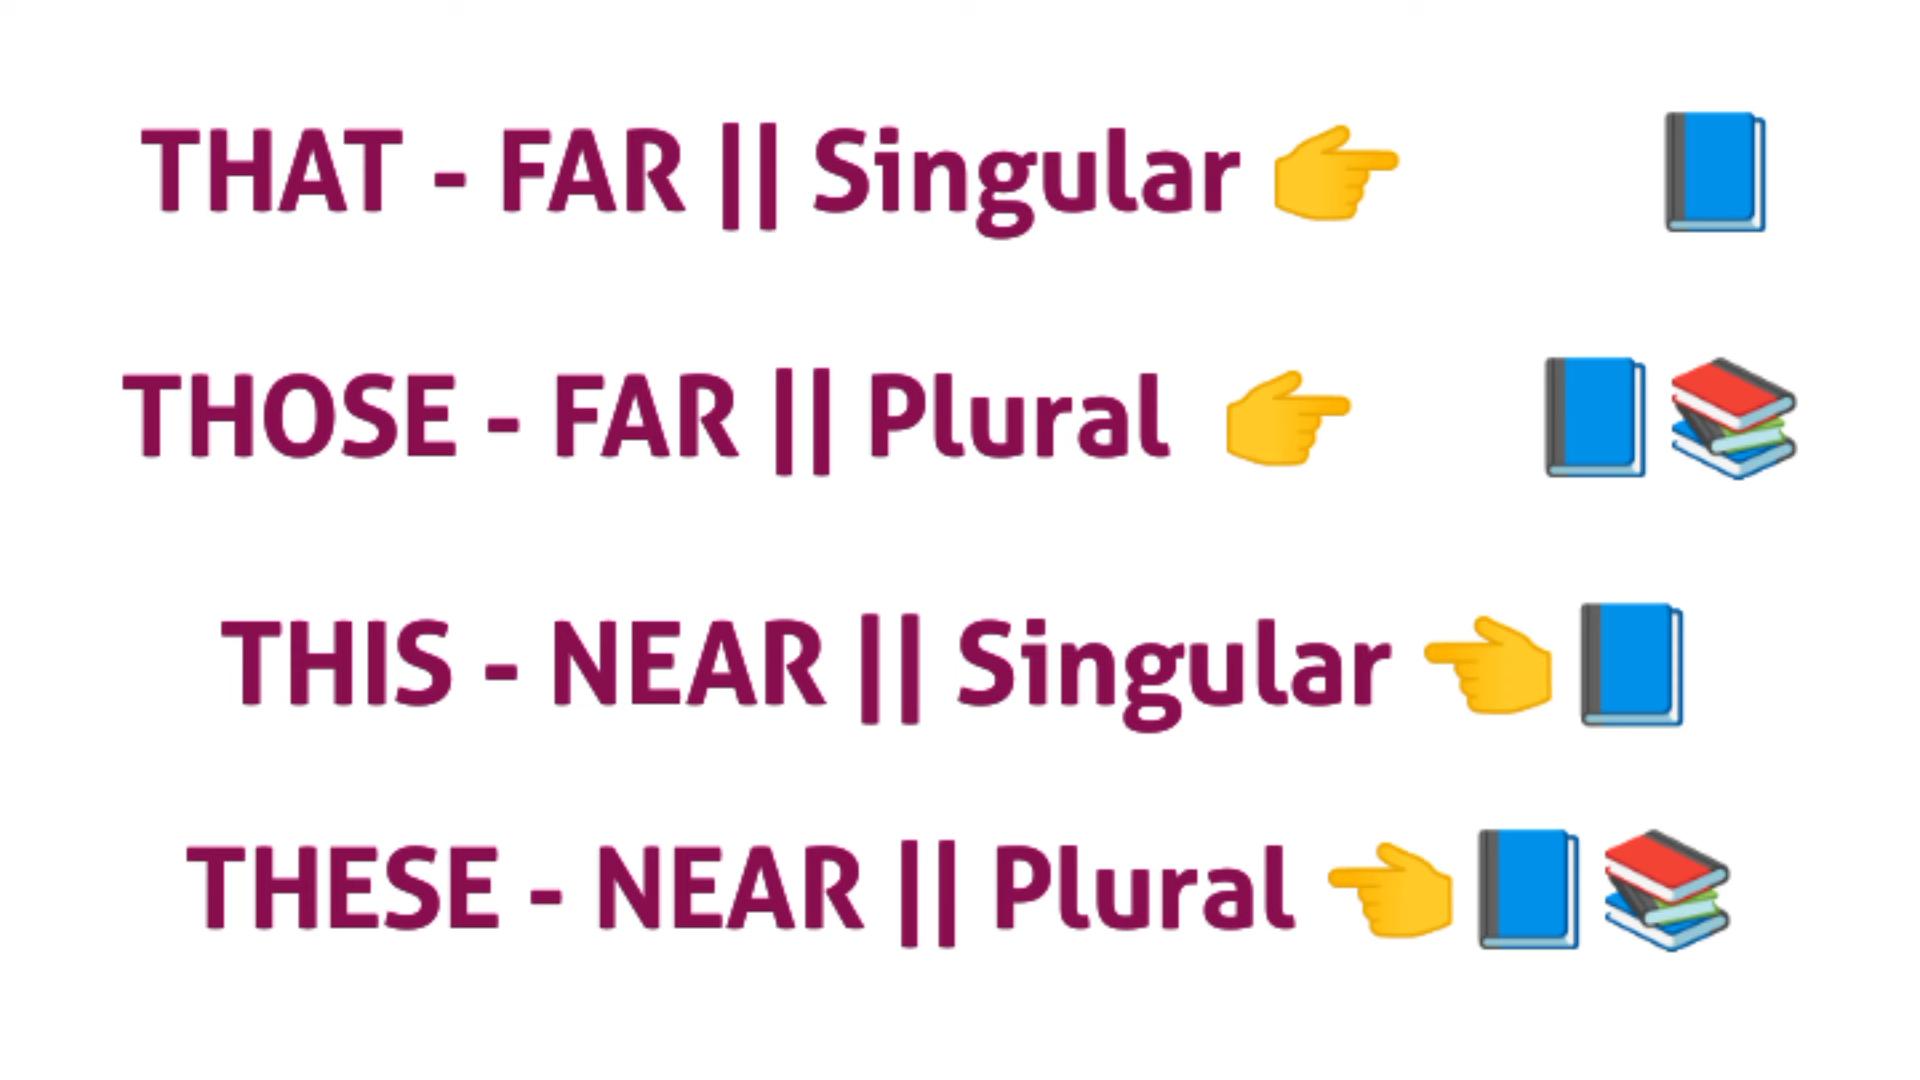 THAT - FAR || Singular 👉 📘
THOSE - FAR || Plural 👉 📘📚
THIS - NEAR || Singular 👈📘
THESE - NEAR || Plural 👈📘📚